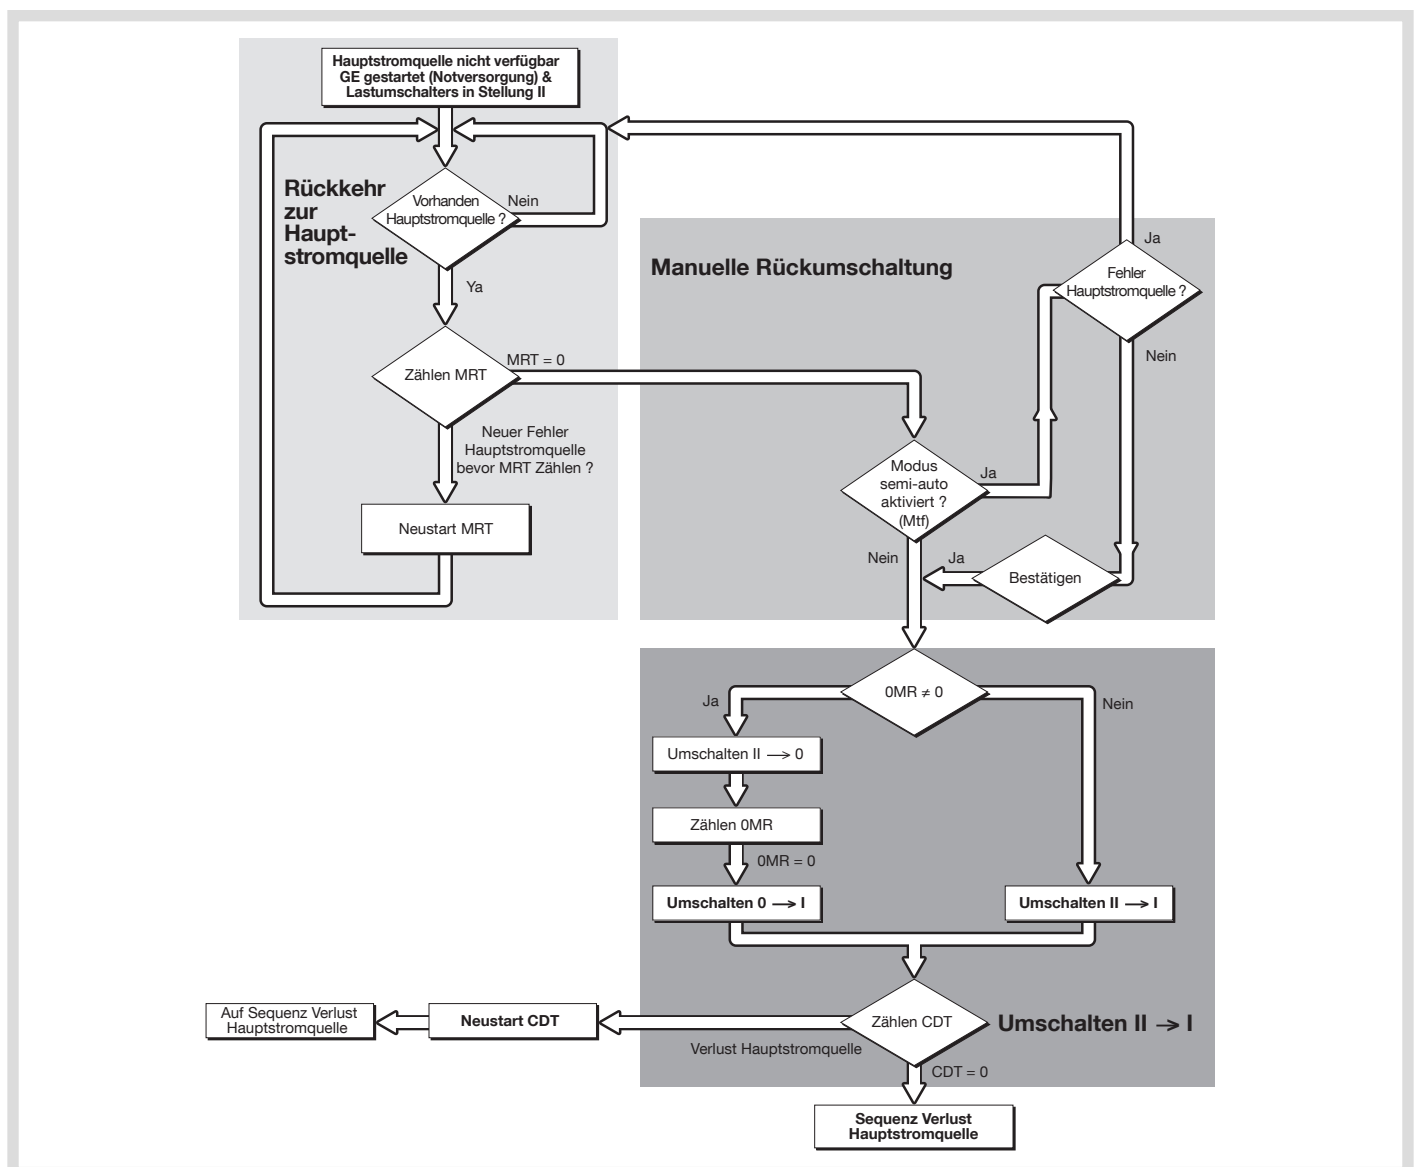 Hauptstromquelle nicht verfügbar
GE gestartet (Notversorgung) &
Lastumschalters in Stellung II
Rückkehr
zur
Haupt-
stromquelle
Vorhanden
Hauptstromquelle ?
Nein
Ya
Zählen MRT
MRT = 0
Neuer Fehler
Hauptstromquelle
bevor MRT Zählen ?
Neustart MRT
Manuelle Rückumschaltung
Ja
Fehler
Hauptstromquelle ?
Nein
Modus
semi-auto
aktiviert ?
(Mtf)
Ja
Nein
Ja
Bestätigen
0MR ≠ 0
Ja
Nein
Umschalten II → 0
Zählen 0MR
0MR = 0
Umschalten 0 → I
Umschalten II → I
Zählen CDT
Umschalten II → I
Verlust Hauptstromquelle
Neustart CDT
Auf Sequenz Verlust
Hauptstromquelle
CDT = 0
Sequenz Verlust
Hauptstromquelle